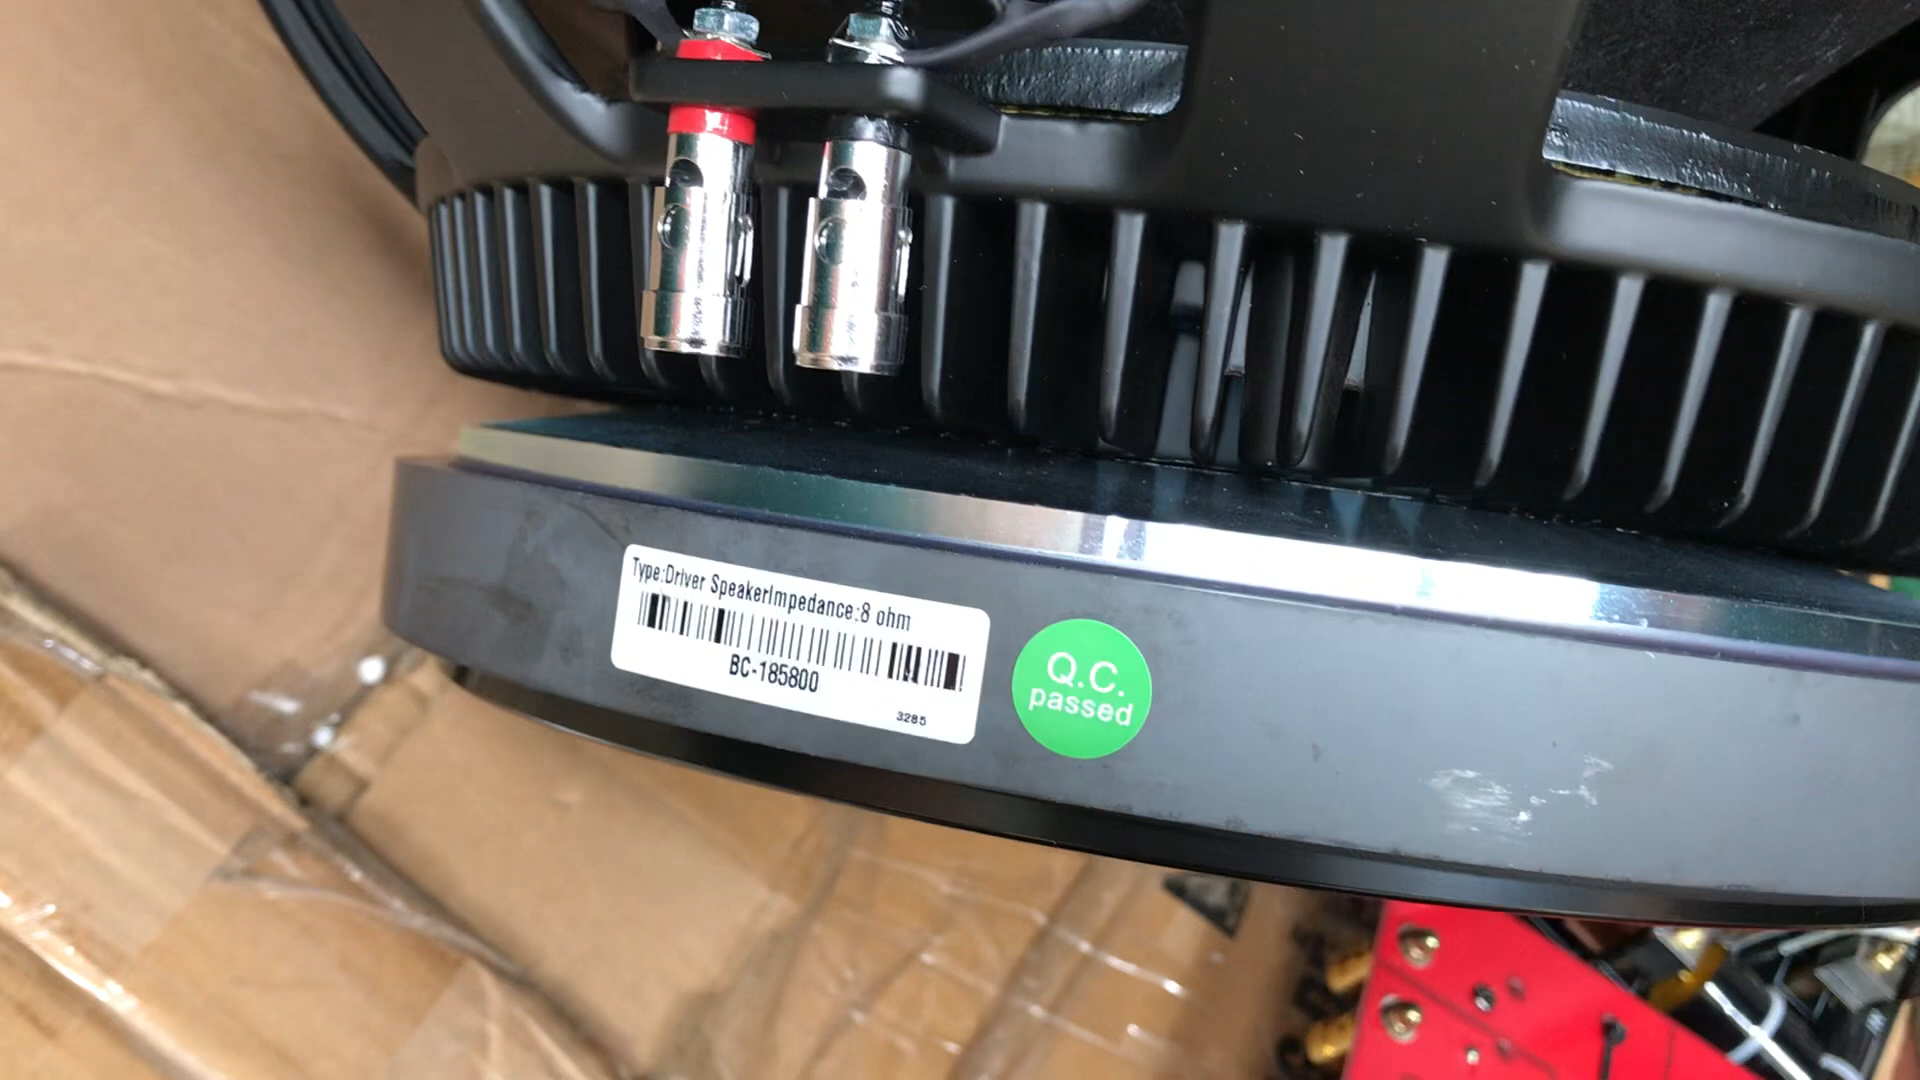 Type:Driver SpeakerImpedance:8 ohm
BC-185800
3285
Q.C.
passed